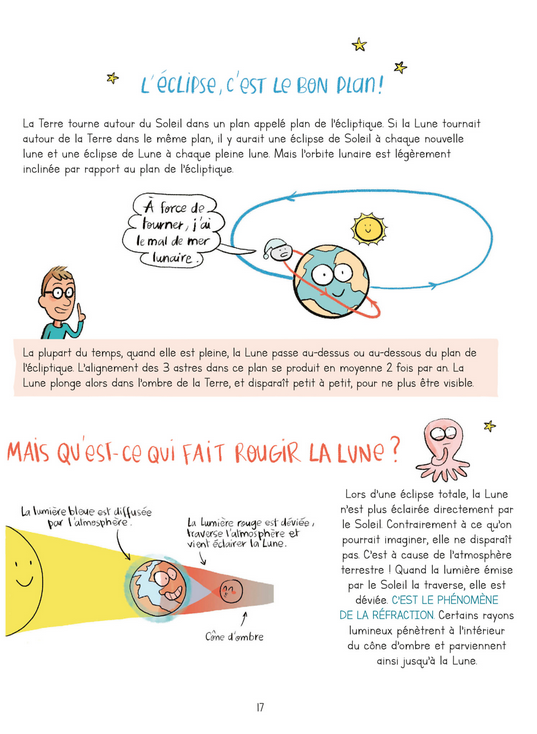 L'éclipse, c'est le bon plan!
La Terre tourne autour du Soleil dans un plan appelé plan de l'écliptique. Si la Lune tournait
autour de la Terre dans le même plan, il y aurait une éclipse de Soleil à chaque nouvelle
lune et une éclipse de Lune à chaque pleine lune. Mais l'orbite lunaire est légèrement
inclinée par rapport au plan de l'écliptique.
À force de
tourner, j'ai
le mal de mer
lunaire.
La plupart du temps, quand elle est pleine, la Lune passe au-dessus ou au-dessous du plan de
l'écliptique. L'alignement des 3 astres dans ce plan se produit en moyenne 2 fois par an. La
Lune plonge alors dans l'ombre de la Terre, et disparaît petit à petit, pour ne plus être visible.
MAIS QU'EST-CE QUI FAIT ROUGIR LA LUNE ?
La lumière bleue est diffusée
par l'atmosphère.
La lumière rouge est déviée,
traverse l'atmosphère et
vient éclairer la Lune.
Cône d'ombre
Lors d'une éclipse totale, la Lune
n'est plus éclairée directement par
le Soleil. Contrairement à ce qu'on
pourrait imaginer, elle ne disparaît
pas. C'est à cause de l'atmosphère
terrestre ! Quand la lumière émise
par le Soleil la traverse, elle est
déviée. C'EST LE PHÉNOMÈNE
DE LA RÉFRACTION. Certains rayons
lumineux pénètrent à l'intérieur
du cône d'ombre et parviennent
ainsi jusqu'à la Lune.
17